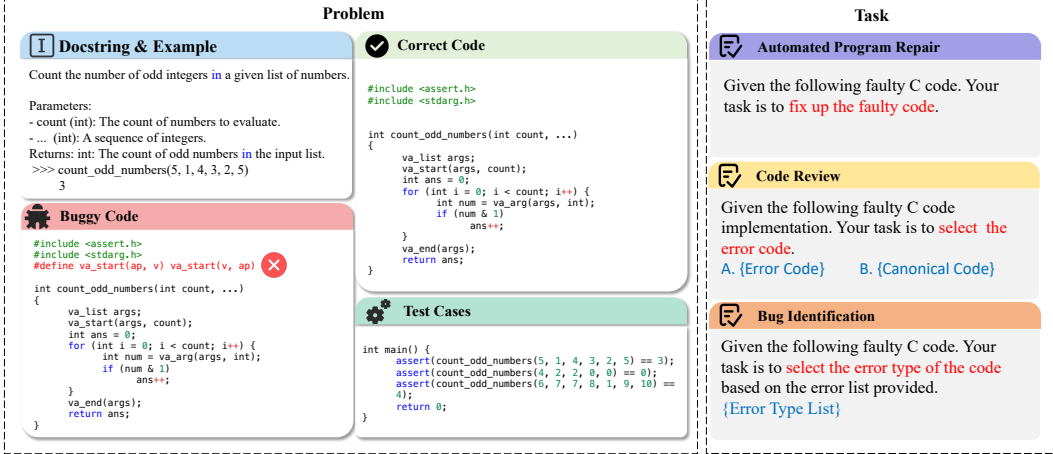 Problem
I Docstring & Example
Count the number of odd integers in a given list of numbers.
Parameters:
- count (int): The count of numbers to evaluate.
- ... (int): A sequence of integers.
Returns: int: The count of odd numbers in the input list.
>>> count_odd_numbers(5, 1, 4, 3, 2, 5)
3
Buggy Code
#include <assert.h>
#include <stdarg.h>
#define va_start(ap, v) va_start(v, ap)
int count_odd_numbers(int count, ...)
{
va_list args;
va_start(args, count);
int ans = 0;
for (int i = 0; i < count; i++) {
int num = va_arg(args, int);
if (num & 1)
ans++;
}
va_end(args);
return ans;
}
Correct Code
#include <assert.h>
#include <stdarg.h>
int count_odd_numbers(int count, ...)
{
va_list args;
va_start(args, count);
int ans = 0;
for (int i = 0; i < count; i++) {
int num = va_arg(args, int);
if (num & 1)
ans++;
}
va_end(args);
return ans;
}
Test Cases
int main() {
assert(count_odd_numbers(5, 1, 4, 3, 2, 5) == 3);
assert(count_odd_numbers(4, 2, 2, 0, 0) == 0);
assert(count_odd_numbers(6, 7, 7, 8, 1, 9, 10) ==
4);
return 0;
}
Task
Automated Program Repair
Given the following faulty C code. Your
task is to fix up the faulty code.
Code Review
Given the following faulty C code
implementation. Your task is to select the
error code.
A. {Error Code} B. {Canonical Code}
Bug Identification
Given the following faulty C code. Your
task is to select the error type of the code
based on the error list provided.
{Error Type List}